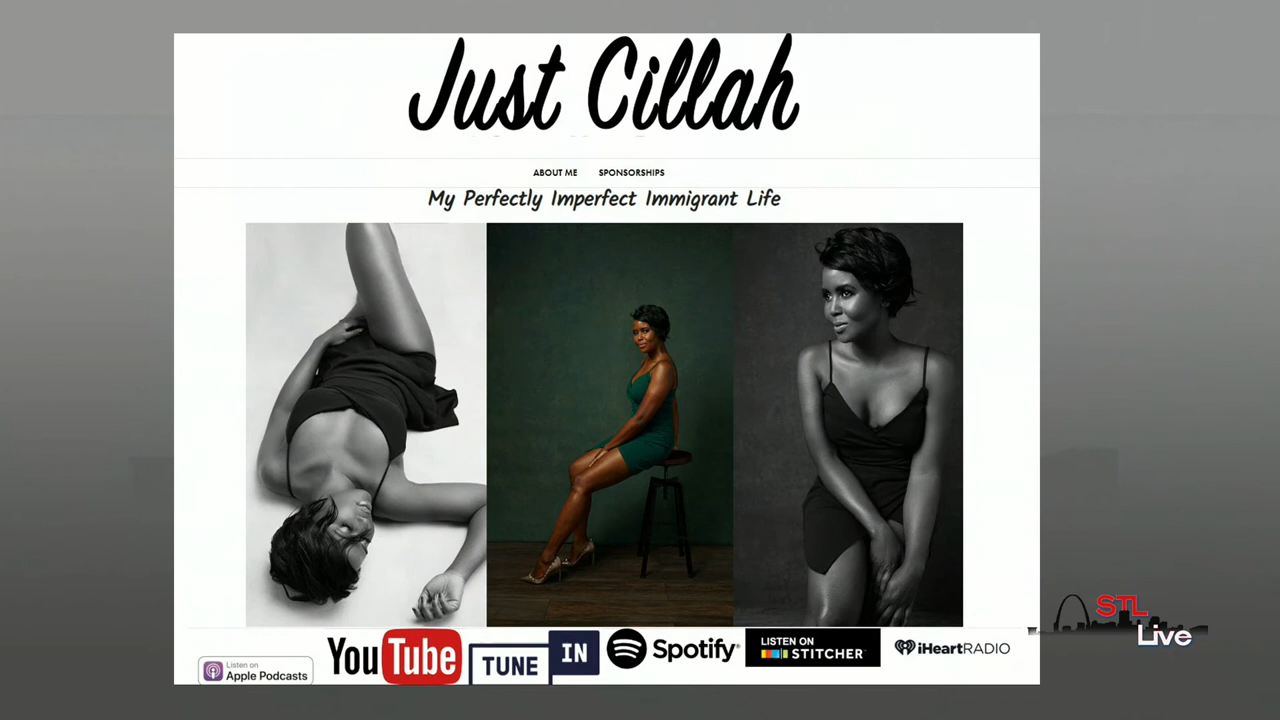 Just Cillah
ABOUT ME SPONSORSHIPS
My Perfectly Imperfect Immigrant Life
Listen on
Apple Podcasts
YouTube
TUNE IN
Spotify
LISTEN ON
STITCHER
iHeartRADIO
STL
Live